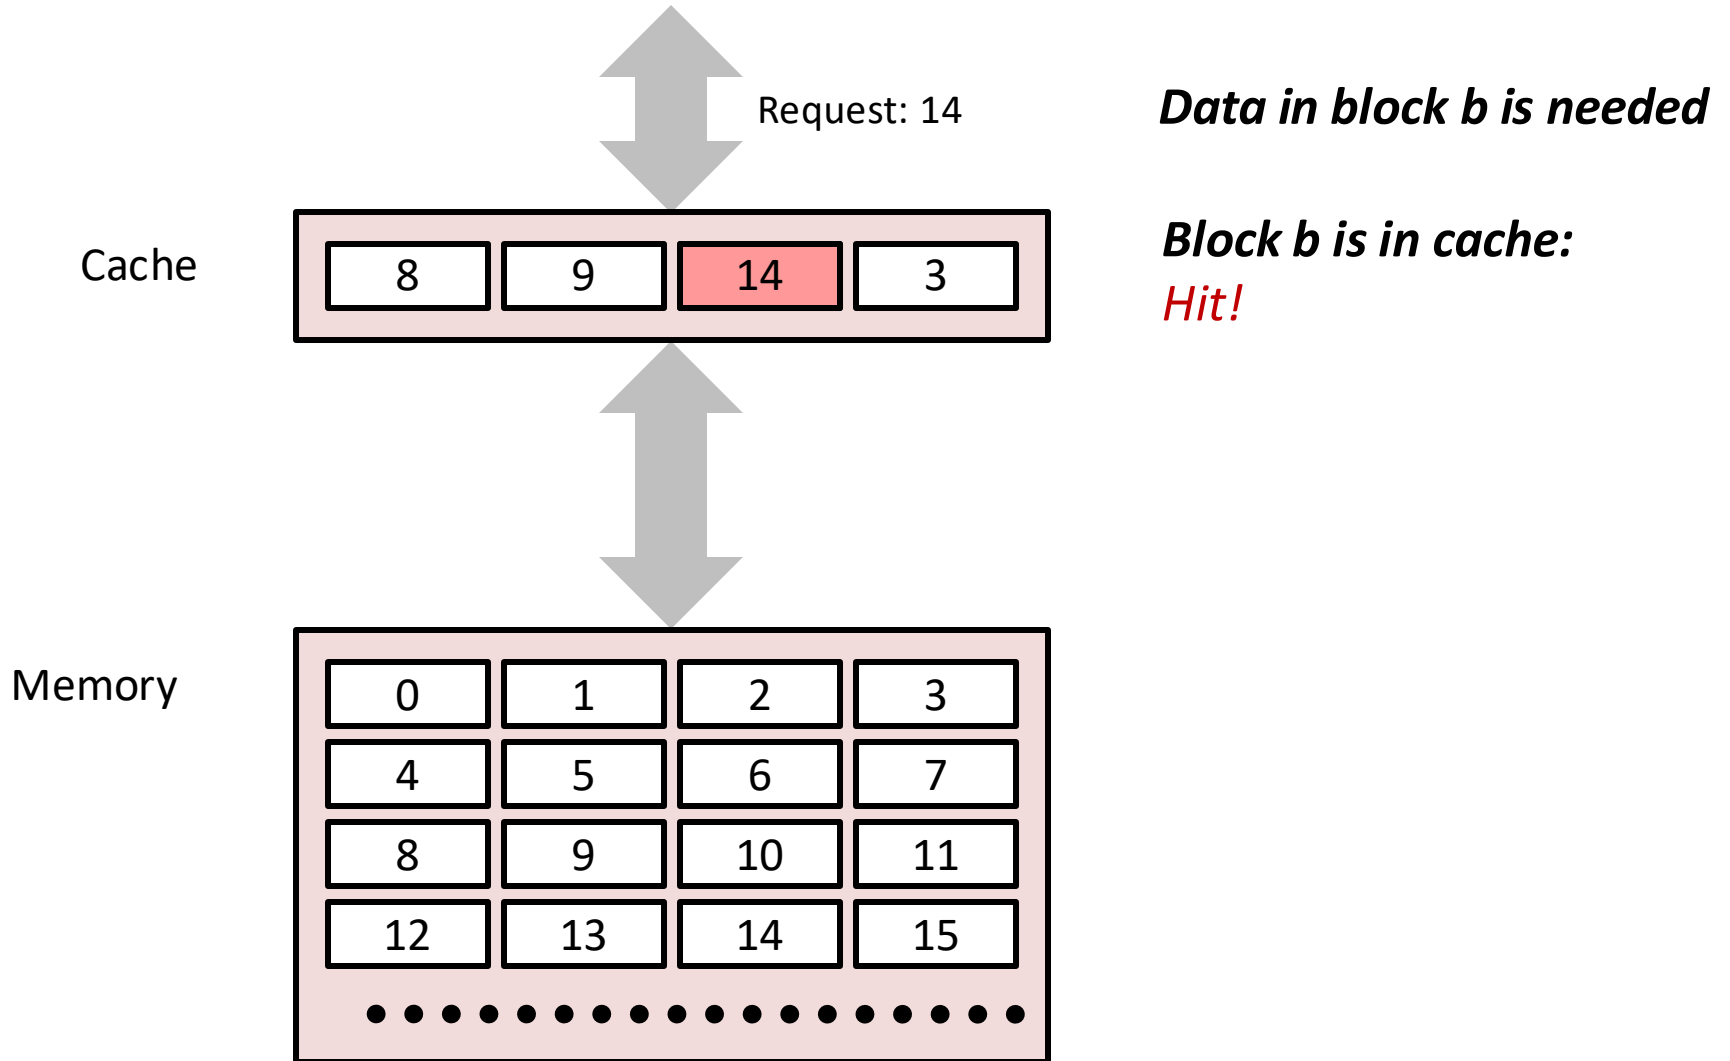 Request: 14
Data in block b is needed
Cache
8 9 14 3
Block b is in cache:
Hit!
Memory
0 1 2 3
4 5 6 7
8 9 10 11
12 13 14 15